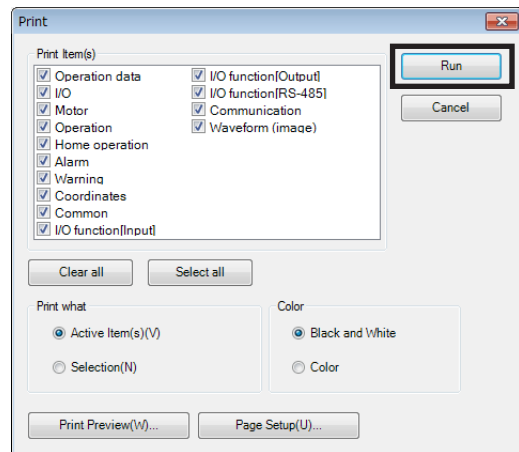 Print
Print Item(s)
Operation data
I/O
Motor
Operation
Home operation
Alarm
Warning
Coordinates
Common
I/O function[Input]
I/O function[Output]
I/O function[RS-485]
Communication
Waveform (image)
Run
Cancel
Clear all
Select all
Print what
Active Item(s)(V)
Selection(N)
Color
Black and White
Color
Print Preview(W)...
Page Setup(U)...